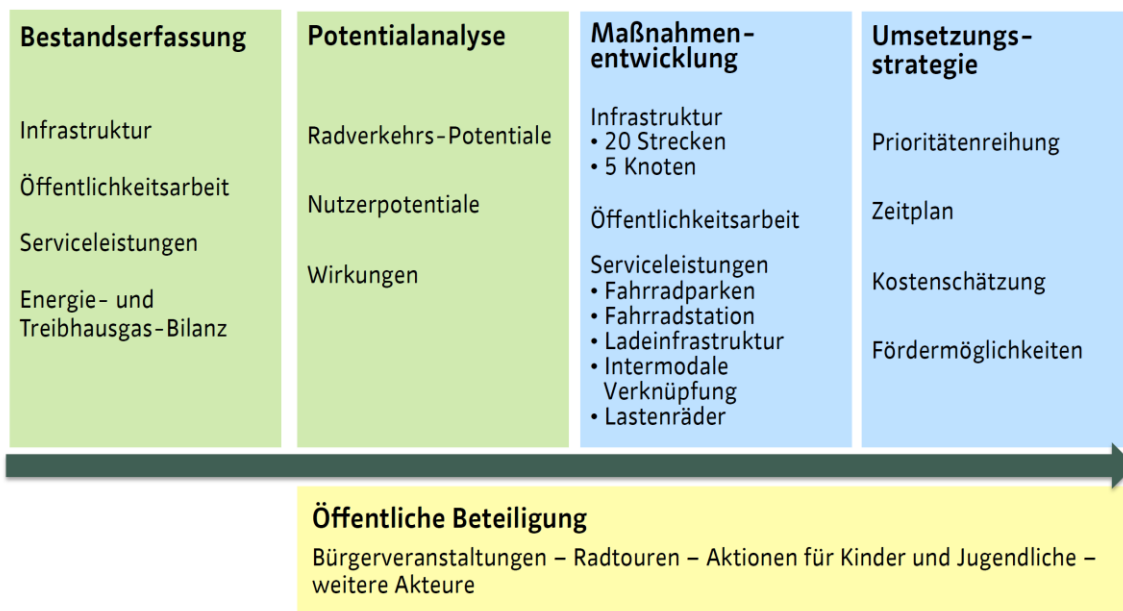 Bestandserfassung
Infrastruktur
Öffentlichkeitsarbeit
Serviceleistungen
Energie- und
Treibhausgas-Bilanz
Potentialanalyse
Radverkehrs-Potentiale
Nutzerpotentiale
Wirkungen
Maßnahmen-
entwicklung
Infrastruktur
• 20 Strecken
• 5 Knoten
Öffentlichkeitsarbeit
Serviceleistungen
• Fahrradparken
• Fahrradstation
• Ladeinfrastruktur
• Intermodale
Verknüpfung
• Lastenräder
Umsetzungs-
strategie
Prioritätenreihung
Zeitplan
Kostenschätzung
Fördermöglichkeiten
Öffentliche Beteiligung
Bürgerveranstaltungen – Radtouren – Aktionen für Kinder und Jugendliche –
weitere Akteure